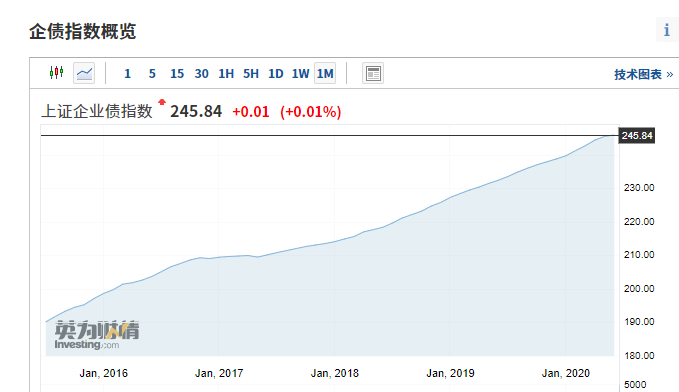 企债指数概览
i
1 5 15 30 1H 5H 1D 1W 1M
技术图表 »
上证企业债指数 245.84 +0.01 (+0.01%)
245.84
230.00
220.00
210.00
200.00
190.00
180.00
英为财情
Investing.com
Jan, 2016 Jan, 2017 Jan, 2018 Jan, 2019 Jan, 2020
5000